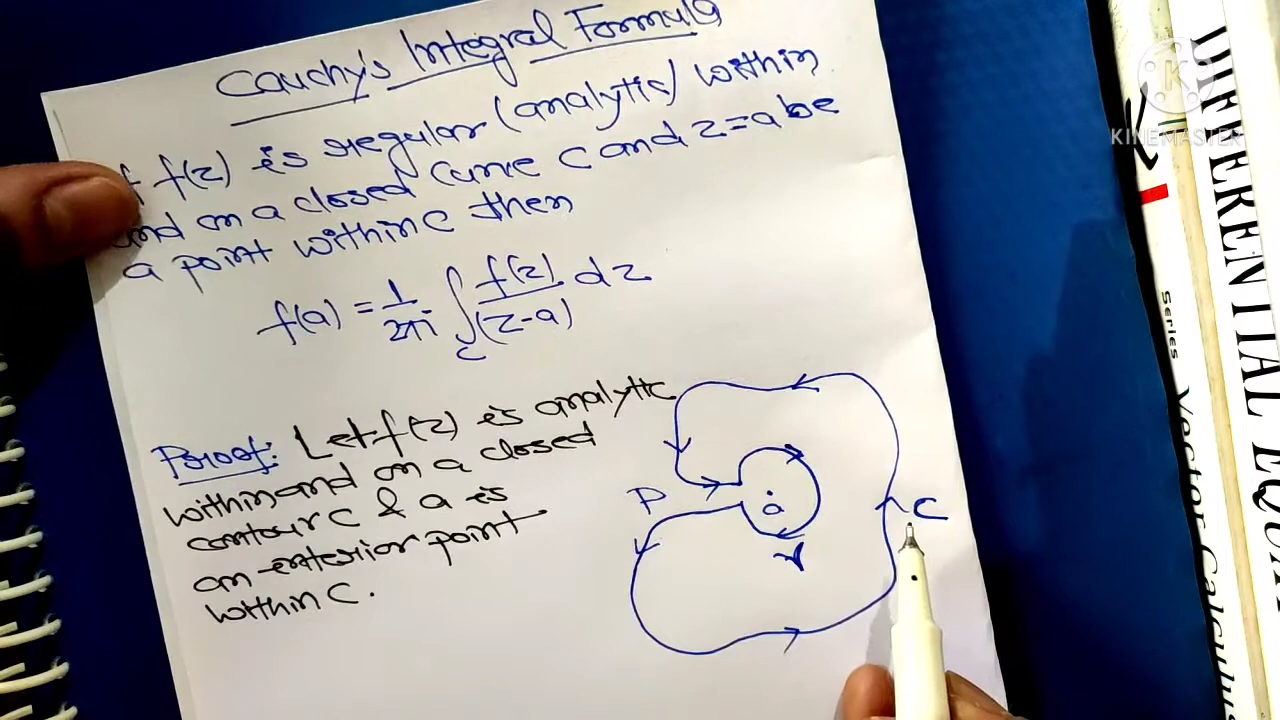 Cauchy's Integral Formula
f f(z) is regular (analytic) within
and on a closed curve C and z=a be
a point within C then
f(a) = 1/2πi ∫_C f(z)/(z-a) dz
Proof: Let f(z) is analytic
within and on a closed
contour C & a is
an interior point
within C.
P
a
C
KINEMASTER
DIFFERENTIAL EQUA
Series Vector Calculus